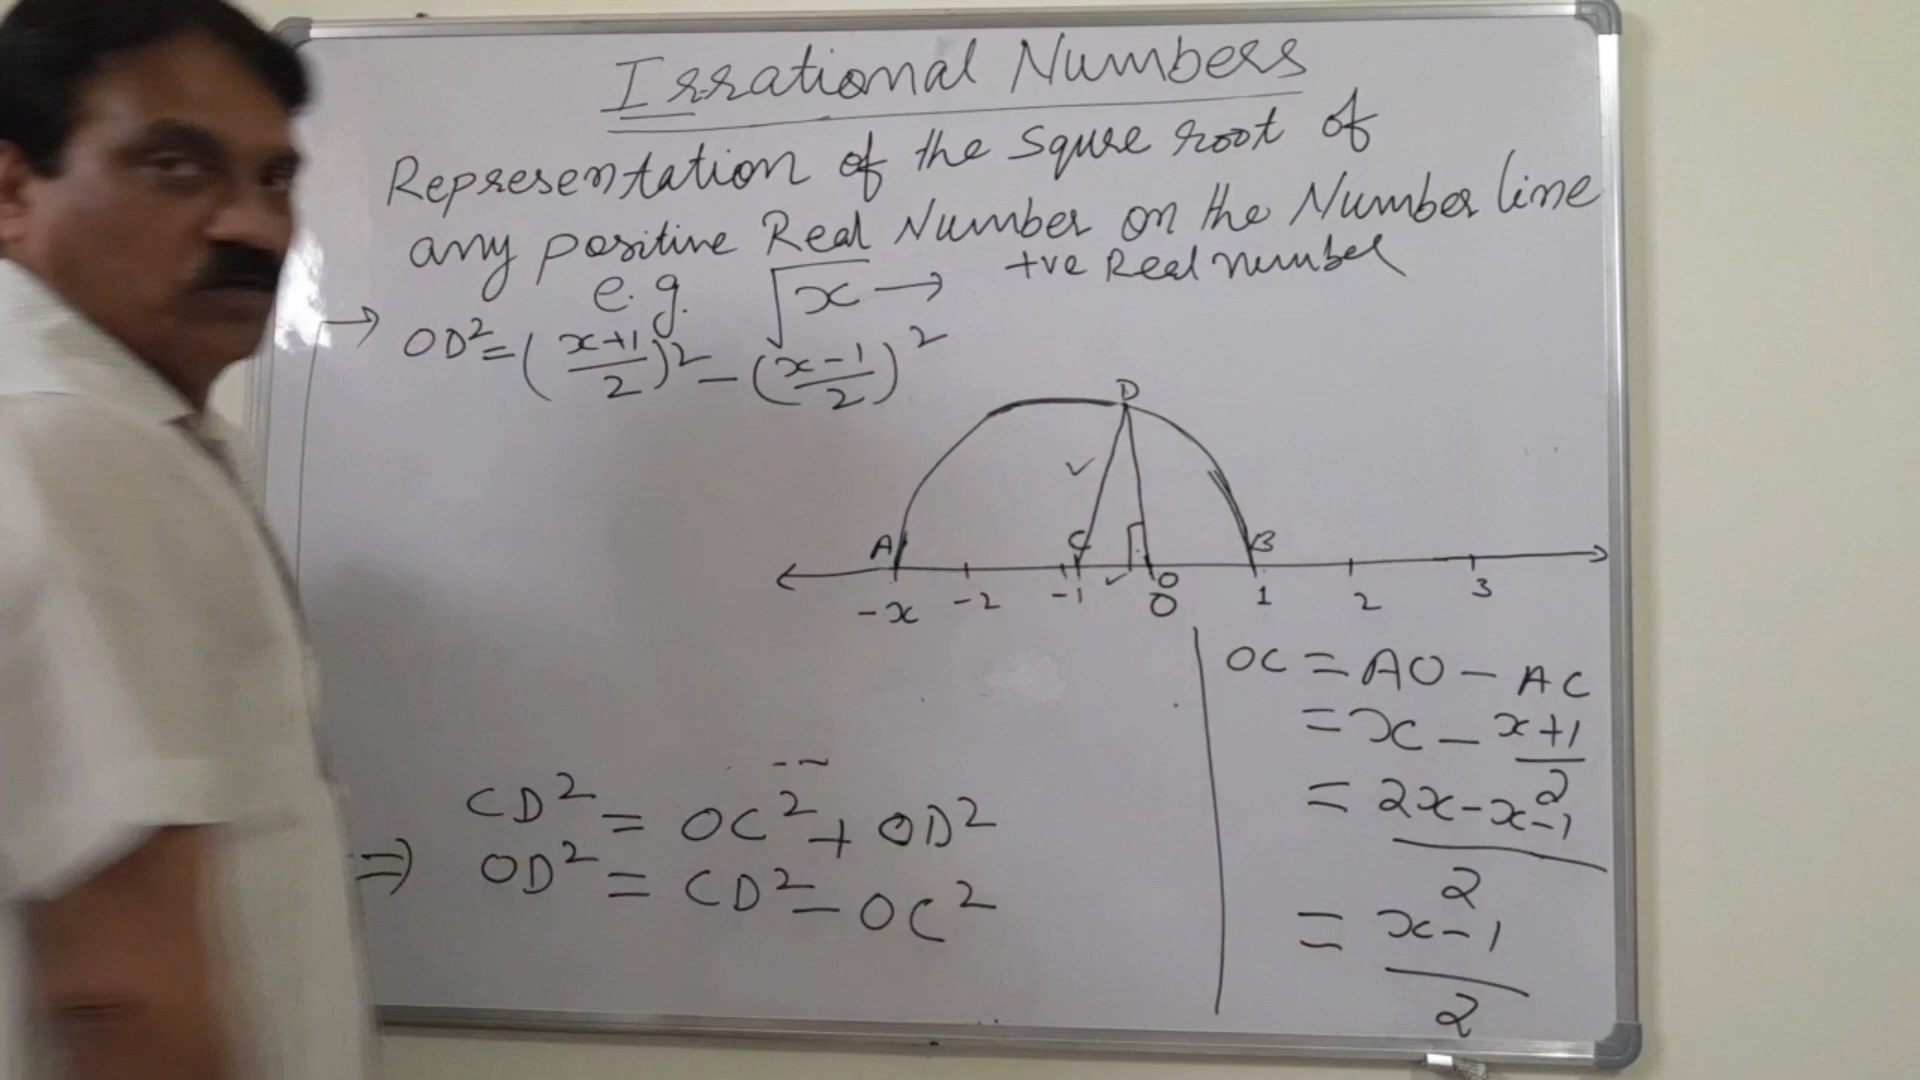 Irrational Numbers
Representation of the squre root of
any positive Real Number on the Number line
e.g. √x → +ve Real number
→ OD² = (x+1/2)² - (x-1/2)²
D
A C B
O
-x -2 -1 0 1 2 3
OC = AO - AC
= x - x+1/2
= 2x-x-1/2
= x-1/2
CD² = OC² + OD²
⇒ OD² = CD² - OC²